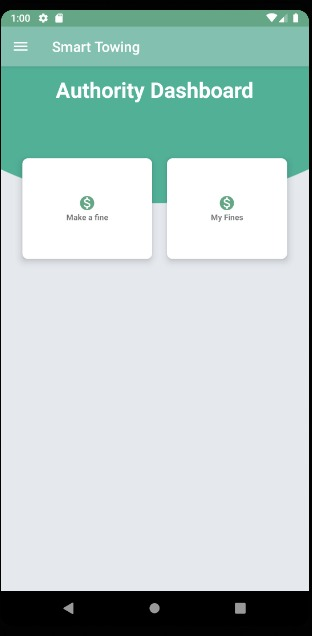 1:00
Smart Towing
Authority Dashboard
Make a fine
My Fines